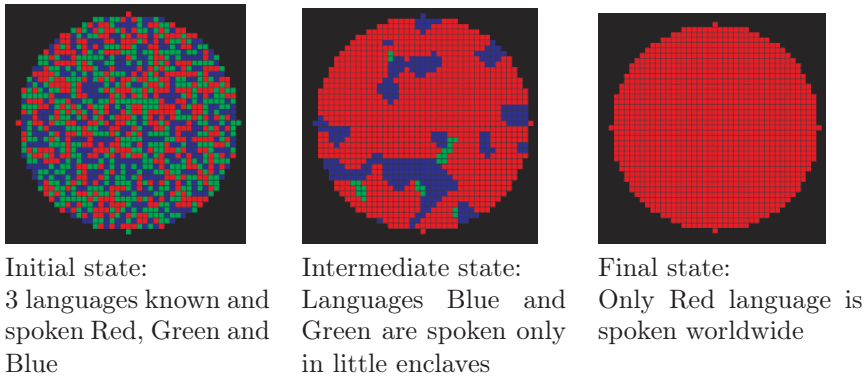 Initial state:
3 languages known and
spoken Red, Green and
Blue
Intermediate state:
Languages Blue and
Green are spoken only
in little enclaves
Final state:
Only Red language is
spoken worldwide